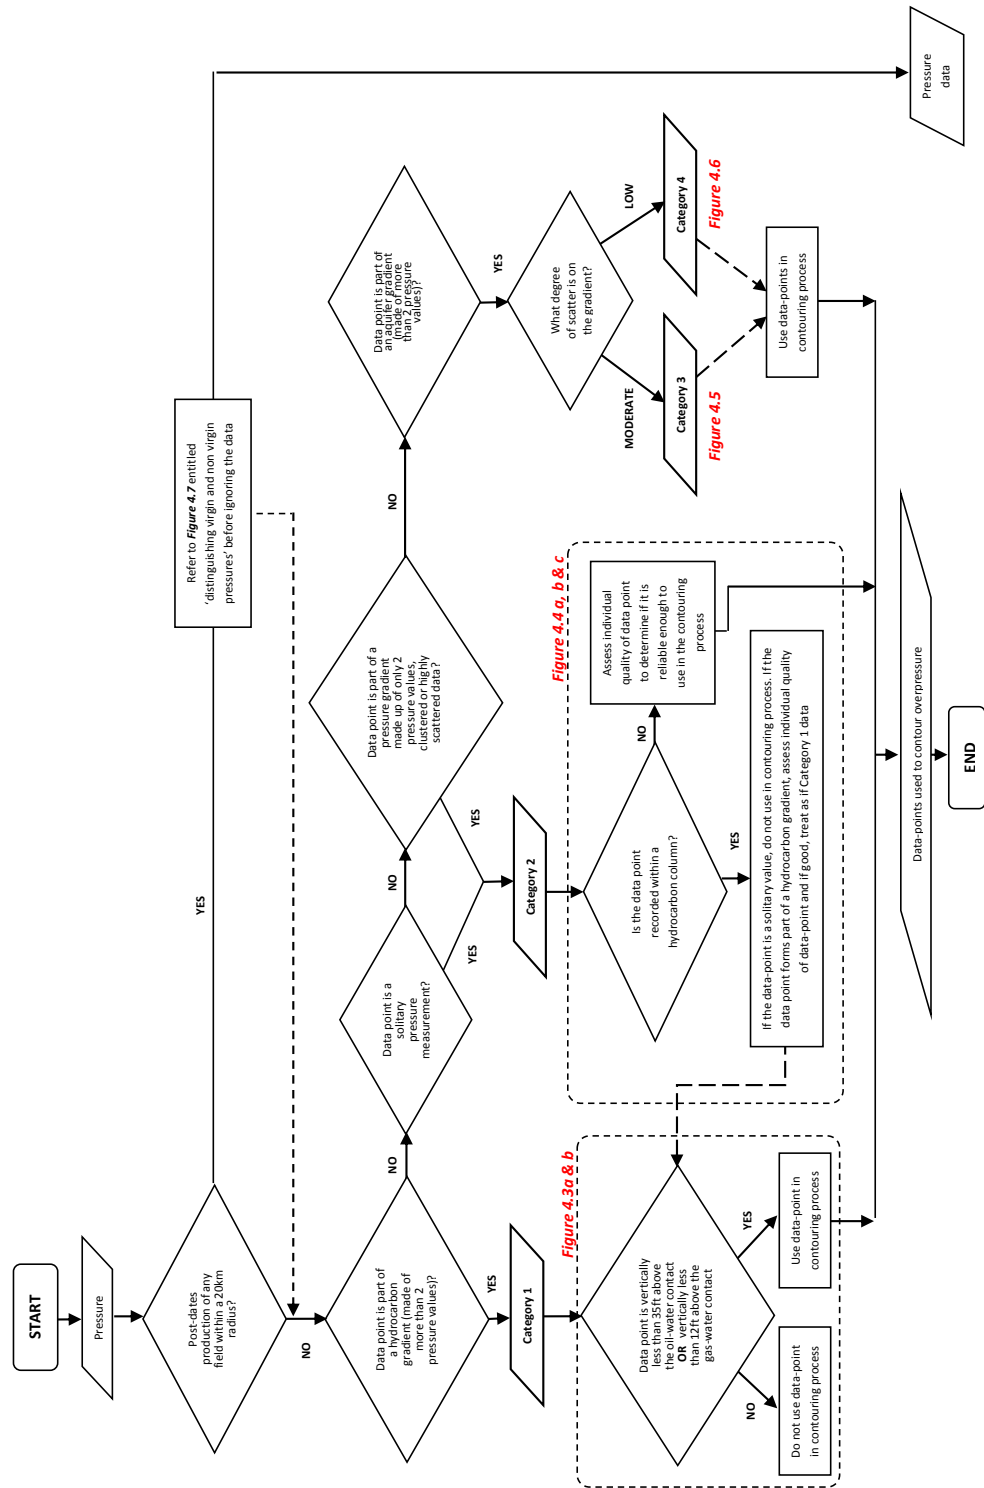 START
Pressure
Post-dates
production of any
field within a 20km
radius?
YES
Refer to Figure 4.7 entitled
‘distinguishing virgin and non virgin
pressures’ before ignoring the data
Pressure
data
NO
Data point is part of
a hydrocarbon
gradient (made of
more than 2
pressure values)?
NO
Data point is a
solitary
pressure
measurement?
NO
Data point is part of a
pressure gradient
made up of only 2
pressure values,
clustered or highly
scattered data?
NO
Data point is part of
an aquifer gradient
(made of more
than 2 pressure
values)?
YES
Category 1
YES
YES
Category 2
YES
What degree
of scatter is on
the gradient?
MODERATE
LOW
Category 3
Category 4
Figure 4.5
Figure 4.6
Use data-points in
contouring process
Figure 4.3a & b
Data point is vertically
less than 35ft above
the oil-water contact
OR vertically less
than 12ft above the
gas-water contact
NO
YES
Do not use data-point
in contouring process
Use data-point in
contouring process
Figure 4.4 a, b & c
Is the data point
recorded within a
hydrocarbon column?
NO
Assess individual
quality of data point
to determine if it is
reliable enough to
use in the contouring
process
YES
If the data-point is a solitary value, do not use in contouring process. If the
data point forms part of a hydrocarbon gradient, assess individual quality
of data-point and if good, treat as if Category 1 data
Data-points used to contour overpressure
END